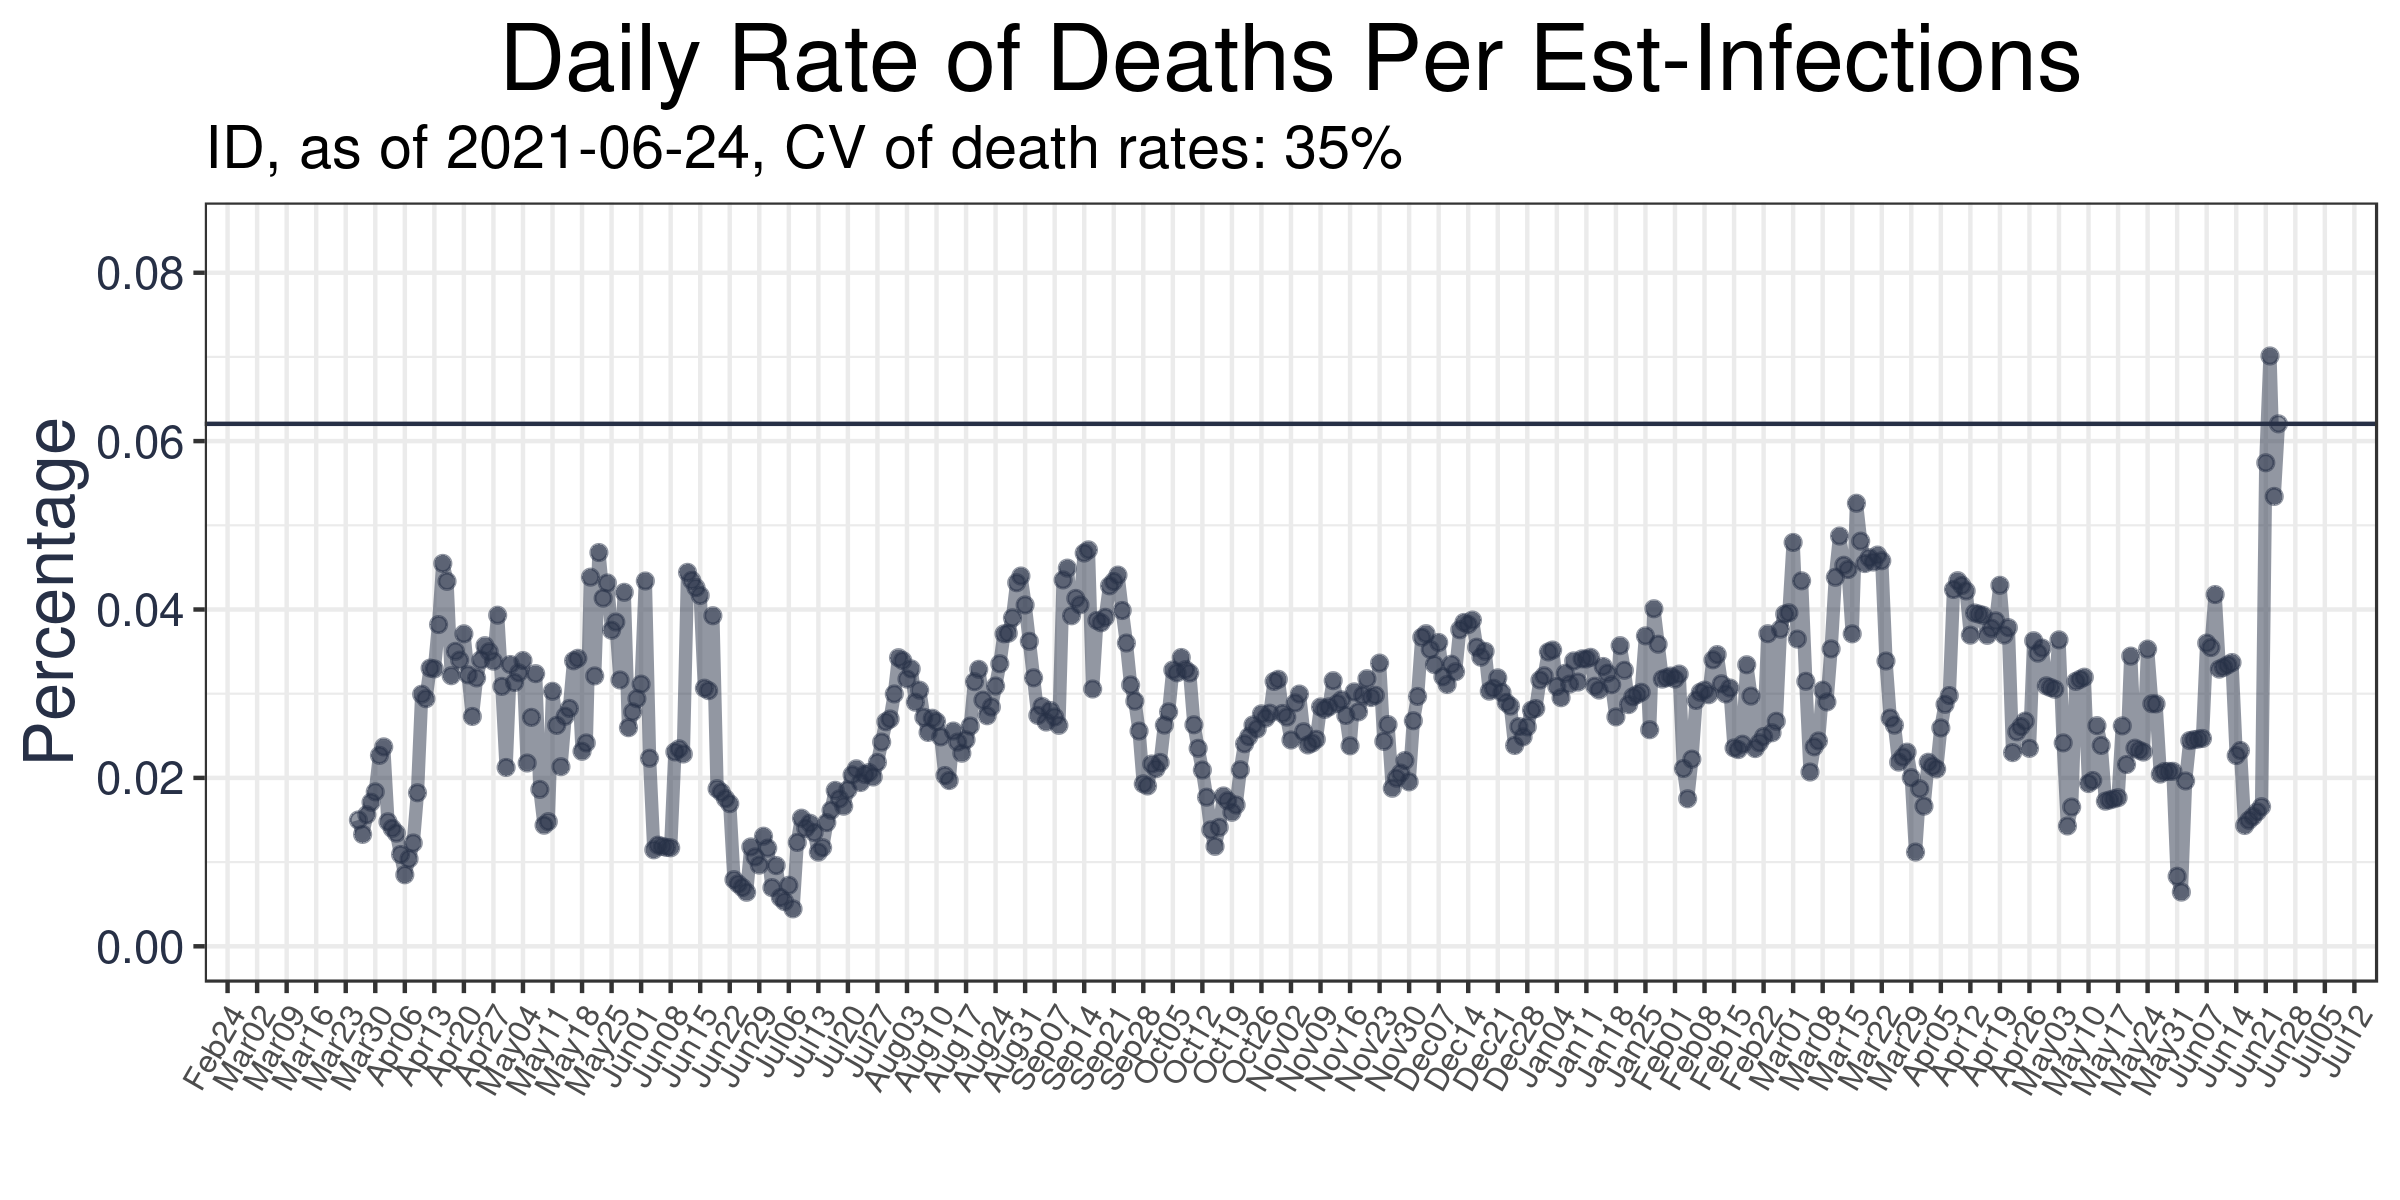 Daily Rate of Deaths Per Est-Infections
ID, as of 2021-06-24, CV of death rates: 35%
Percentage
0.08
0.06
0.04
0.02
0.00
Feb24
Mar02
Mar09
Mar16
Mar23
Mar30
Apr06
Apr13
Apr20
Apr27
May04
May11
May18
May25
Jun01
Jun08
Jun15
Jun22
Jun29
Jul06
Jul13
Jul20
Jul27
Aug03
Aug10
Aug17
Aug24
Aug31
Sep07
Sep14
Sep21
Sep28
Oct05
Oct12
Oct19
Oct26
Nov02
Nov09
Nov16
Nov23
Nov30
Dec07
Dec14
Dec21
Dec28
Jan04
Jan11
Jan18
Jan25
Feb01
Feb08
Feb15
Feb22
Mar01
Mar08
Mar15
Mar22
Mar29
Apr05
Apr12
Apr19
Apr26
May03
May10
May17
May24
May31
Jun07
Jun14
Jun21
Jun28
Jul05
Jul12